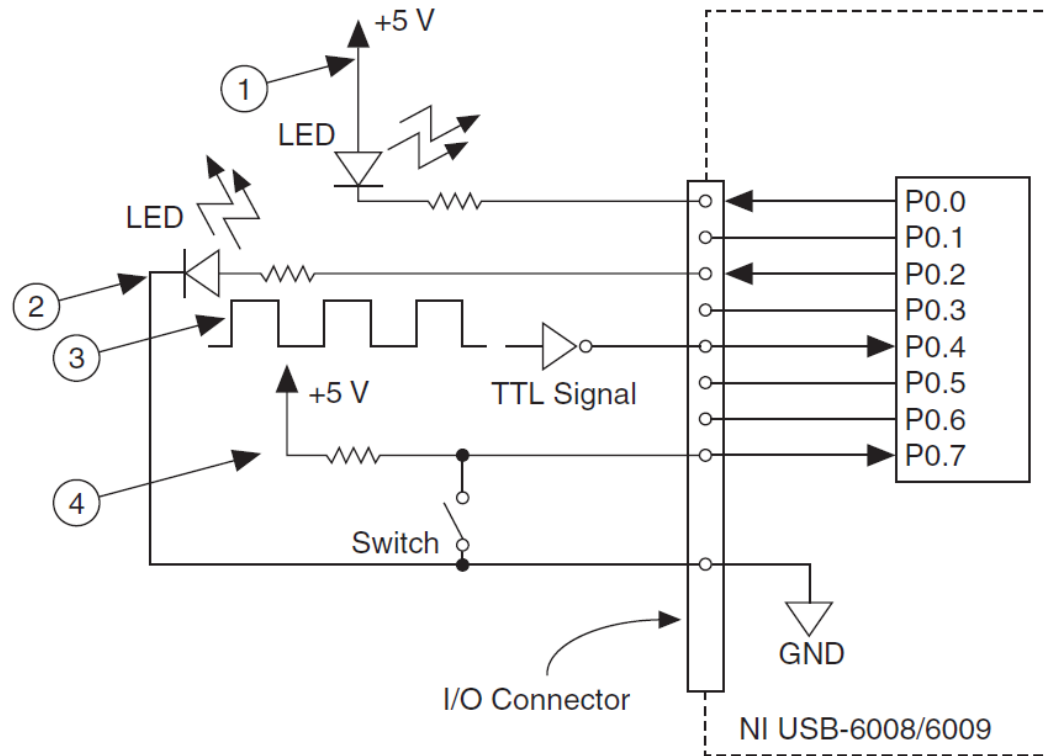 +5 V
1
LED
LED
P0.0
P0.1
2
P0.2
3
P0.3
P0.4
+5 V
TTL Signal
P0.5
P0.6
P0.7
4
Switch
GND
I/O Connector
NI USB-6008/6009